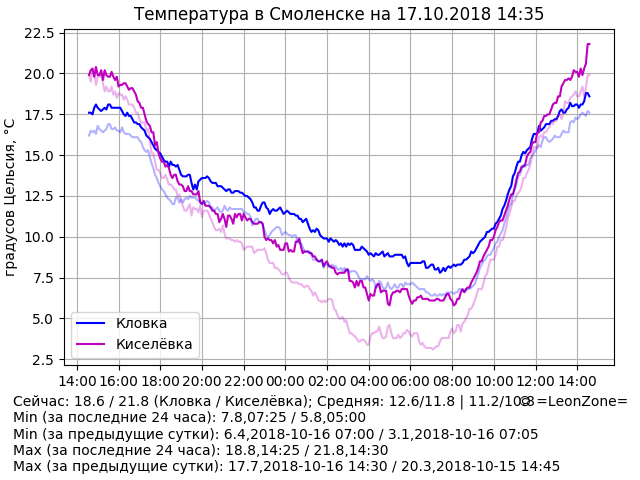 Температура в Смоленске на 17.10.2018 14:35
22.5
20.0
17.5
15.0
12.5
10.0
7.5
5.0
2.5
градусов Цельсия, °C
Кловка
Киселёвка
14:00 16:00 18:00 20:00 22:00 00:00 02:00 04:00 06:00 08:00 10:00 12:00 14:00
Сейчас: 18.6 / 21.8 (Кловка / Киселёвка); Средняя: 12.6/11.8 | 11.2/10.8
© =LeonZone=
Min (за последние 24 часа): 7.8,07:25 / 5.8,05:00
Min (за предыдущие сутки): 6.4,2018-10-16 07:00 / 3.1,2018-10-16 07:05
Max (за последние 24 часа): 18.8,14:25 / 21.8,14:30
Max (за предыдущие сутки): 17.7,2018-10-16 14:30 / 20.3,2018-10-15 14:45